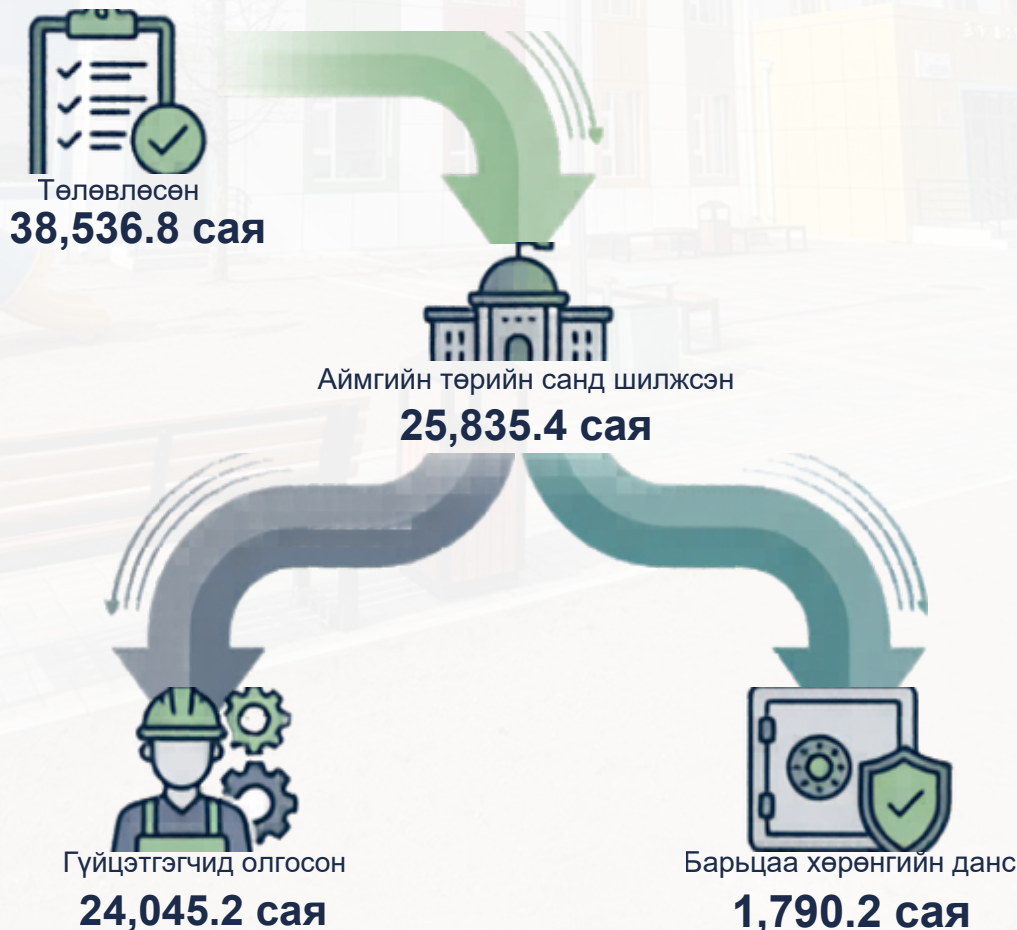 Төлөвлөсөн
38,536.8 сая
Аймгийн төрийн санд шилжсэн
25,835.4 сая
Гүйцэтгэгчид олгосон
24,045.2 сая
Барьцаа хөрөнгийн данс
1,790.2 сая